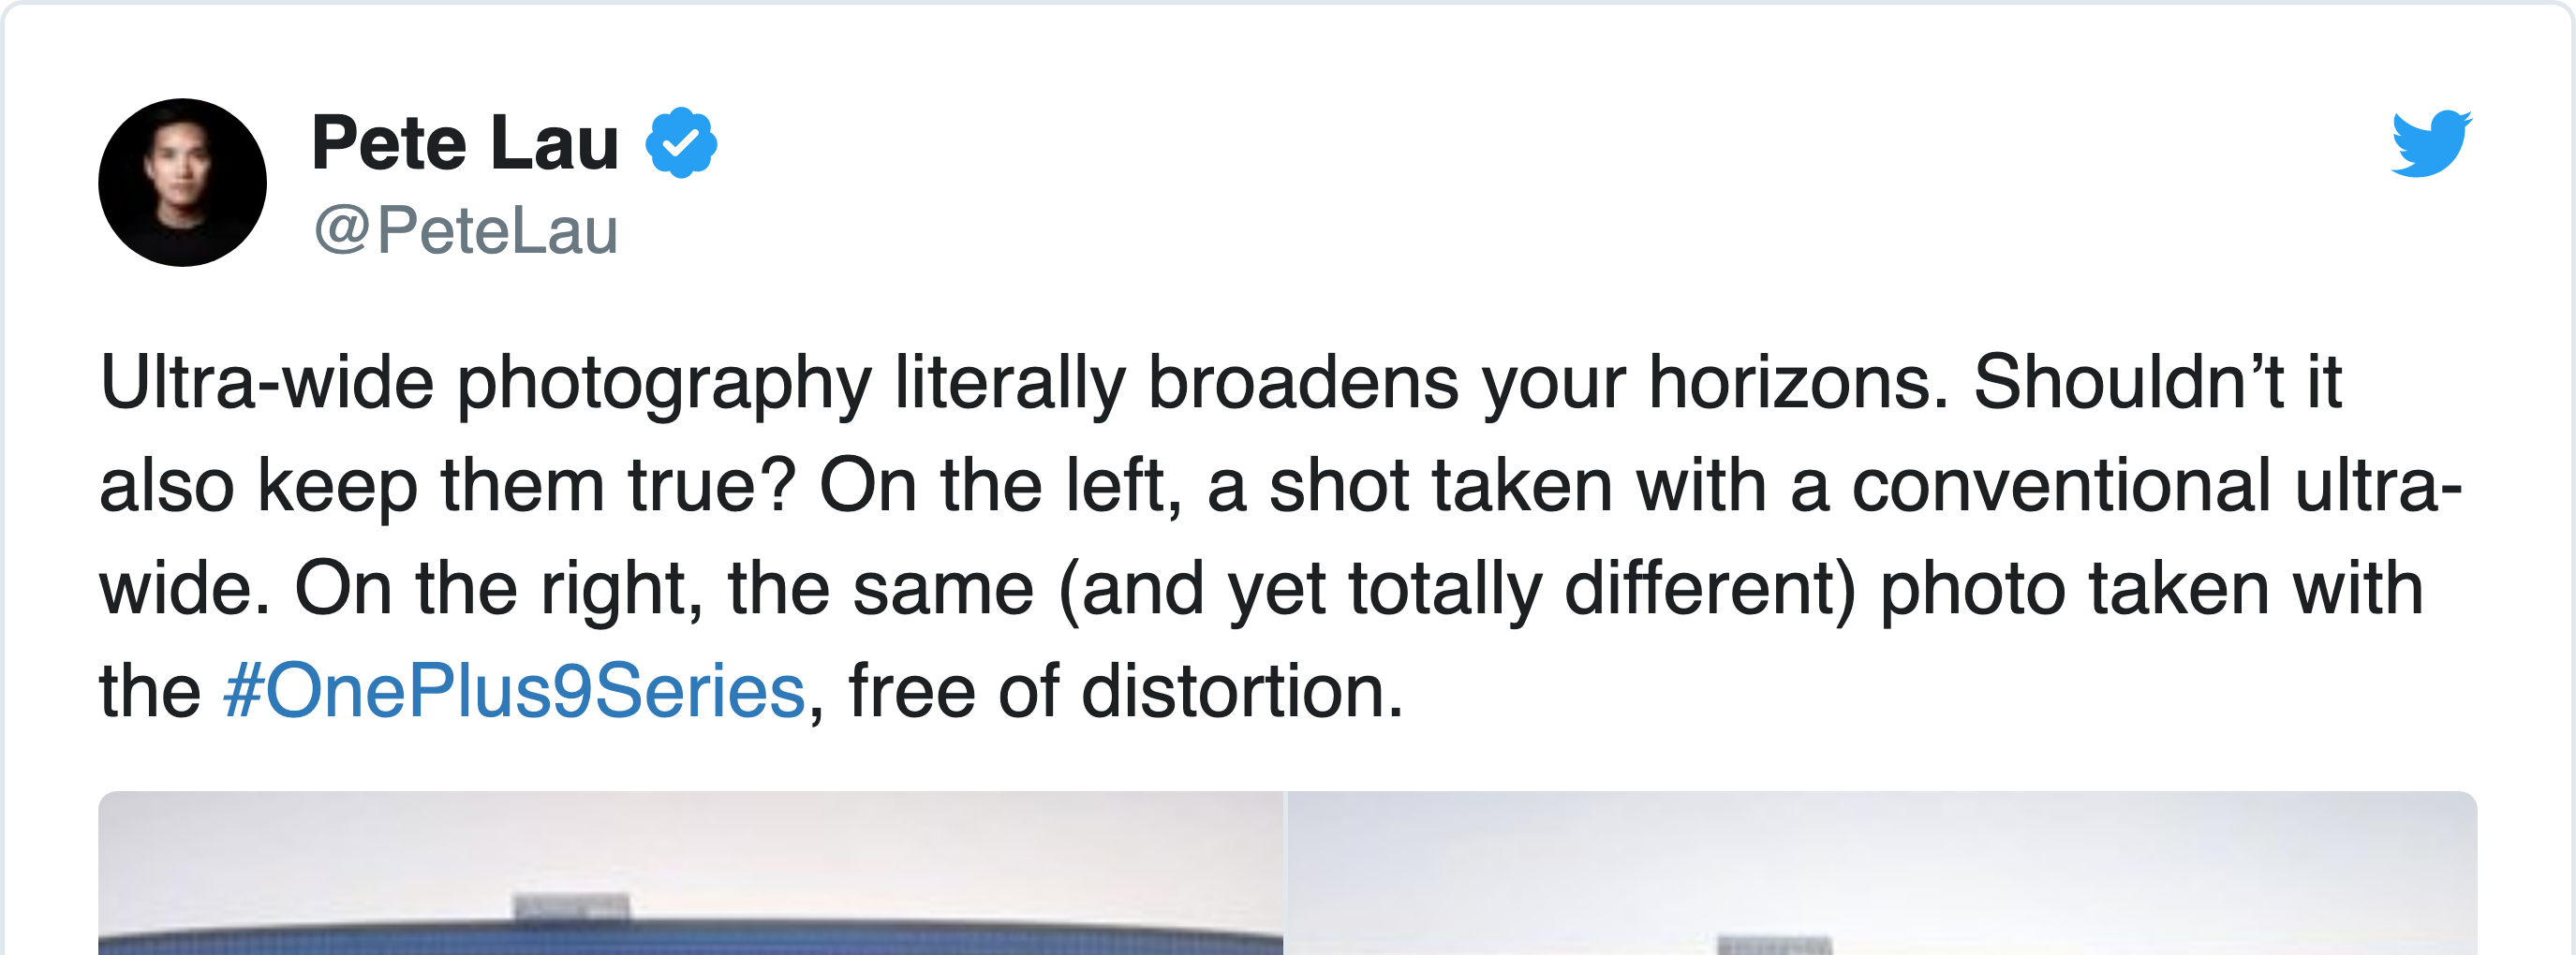 Pete Lau
@PeteLau
Ultra-wide photography literally broadens your horizons. Shouldn’t it
also keep them true? On the left, a shot taken with a conventional ultra-
wide. On the right, the same (and yet totally different) photo taken with
the #OnePlus9Series, free of distortion.